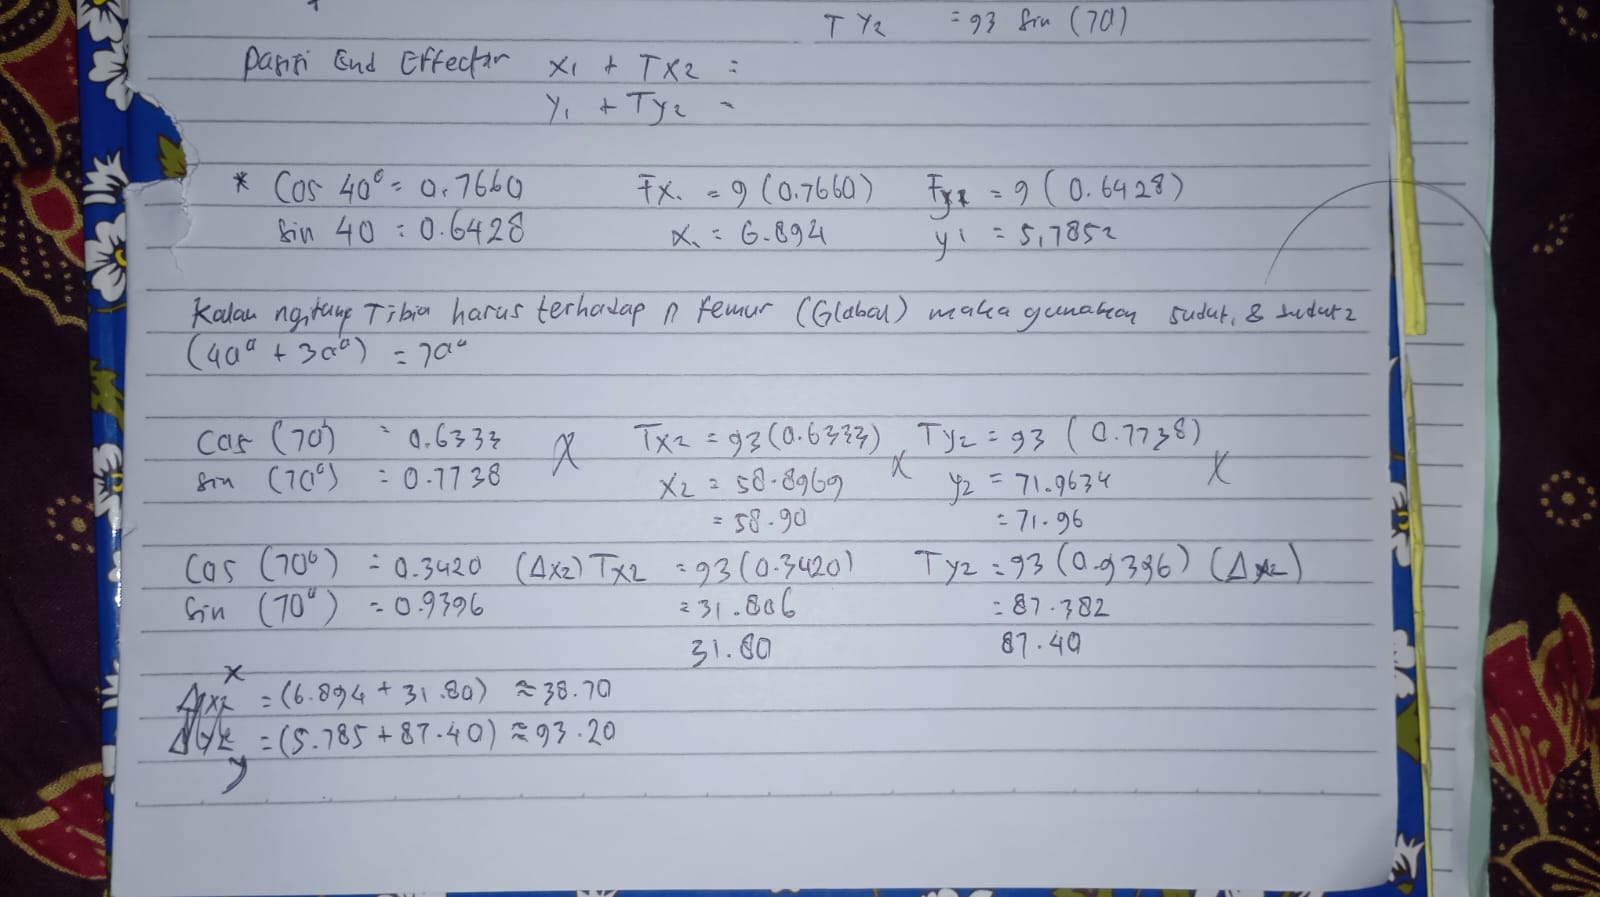 T Y2 = 93 Sin (70)
Posisi End Effector X1 + TX2 =
Y1 + Ty2 =
* Cos 40° = 0.7660 FX1 = 9 (0.7660) Fy1 = 9 (0.6428)
Sin 40 = 0.6428 X1 = 6.894 y1 = 5,7852
Kalau ngitung Tibia harus terhadap femur (Global) maka gunakan sudut1 & sudut2
(40° + 30°) = 70°
Cos (70°) = 0.6333 X TX2 = 93 (0.6333) X Ty2 = 93 (0.7738) X
Sin (70°) = 0.7738 X2 = 58.8969 y2 = 71.9634
= 58.90 = 71.96
Cos (70°) = 0.3420 (Δx2) TX2 = 93 (0.3420) Ty2 = 93 (0.9396) (Δx2)
Sin (70°) = 0.9396 = 31.806 = 87.382
31.80 87.40
x = (6.894 + 31.80) ≈ 38.70
y = (5.785 + 87.40) ≈ 93.20